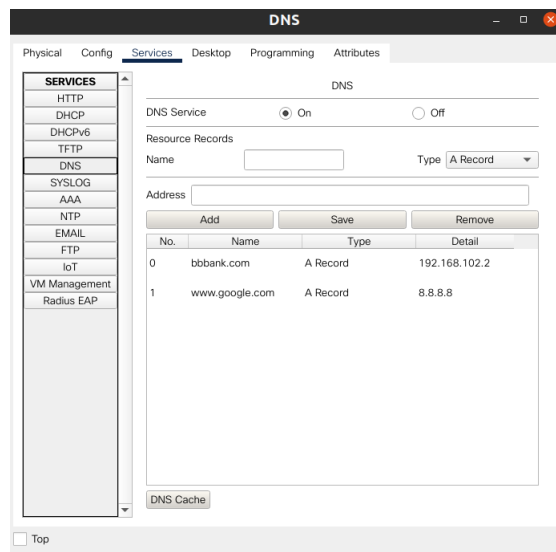 DNS
Physical Config Services Desktop Programming Attributes
SERVICES
HTTP
DHCP
DHCPv6
TFTP
DNS
SYSLOG
AAA
NTP
EMAIL
FTP
IoT
VM Management
Radius EAP
DNS
DNS Service On Off
Resource Records
Name Type A Record
Address
Add Save Remove
No. Name Type Detail
0 bbbank.com A Record 192.168.102.2
1 www.google.com A Record 8.8.8.8
DNS Cache
Top